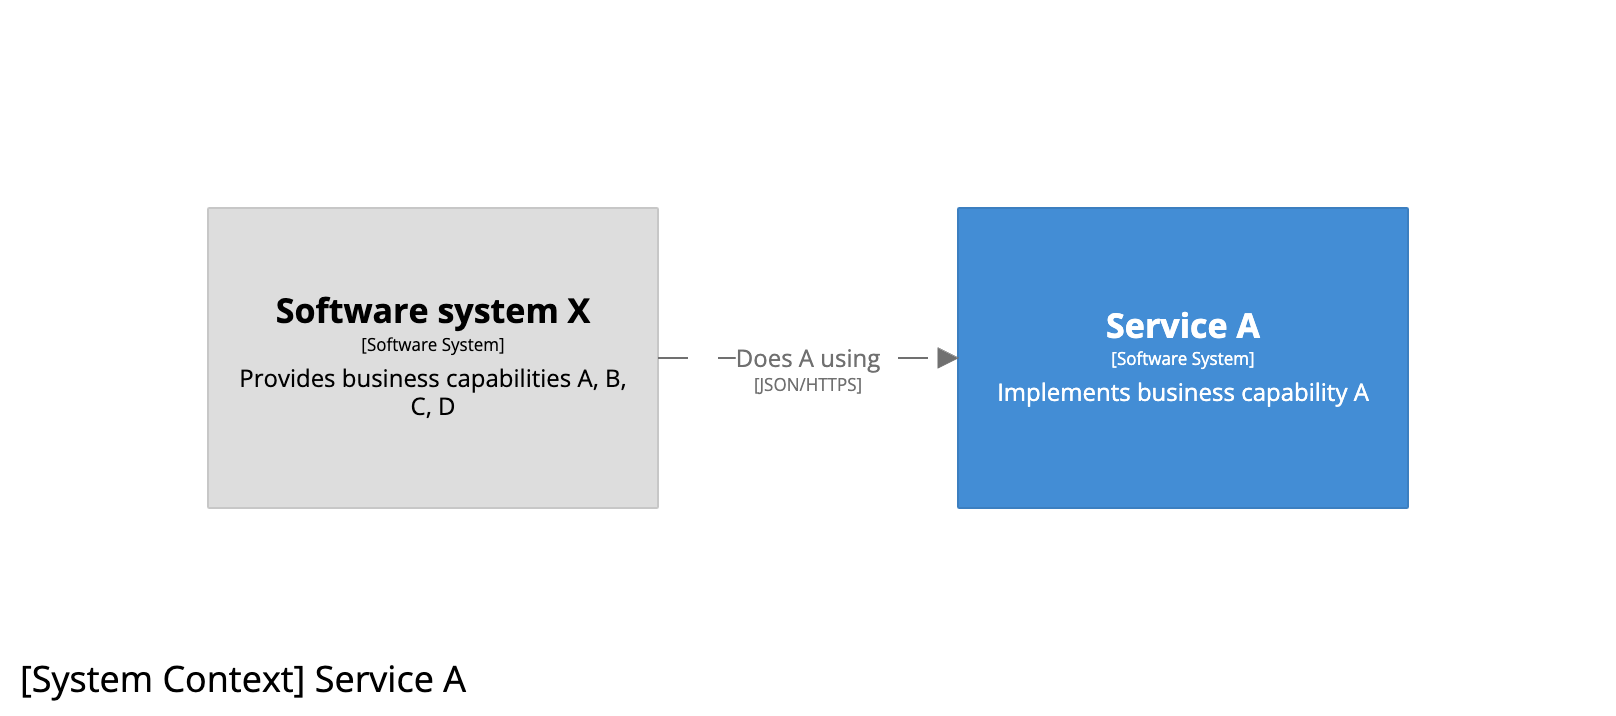 Software system X
[Software System]
Provides business capabilities A, B,
C, D
Does A using
[JSON/HTTPS]
Service A
[Software System]
Implements business capability A
[System Context] Service A